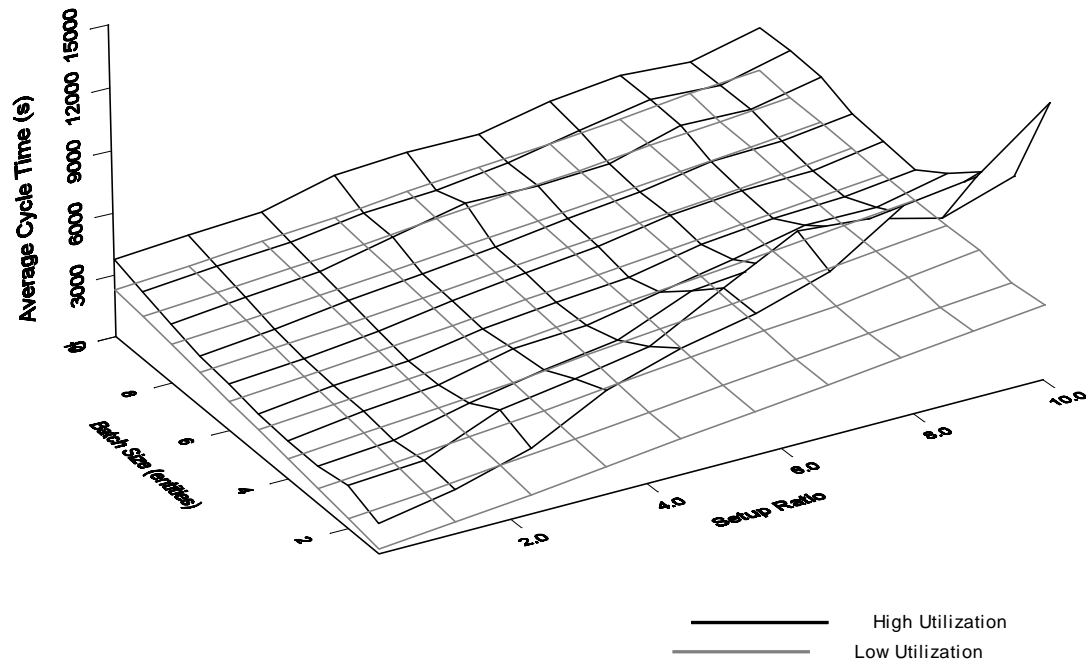 15000
12000
9000
6000
3000
Average Cycle Time (s)
8
6
4
2
Batch Size (entities)
2.0
4.0
6.0
8.0
10.0
Setup Ratio
High Utilization
Low Utilization